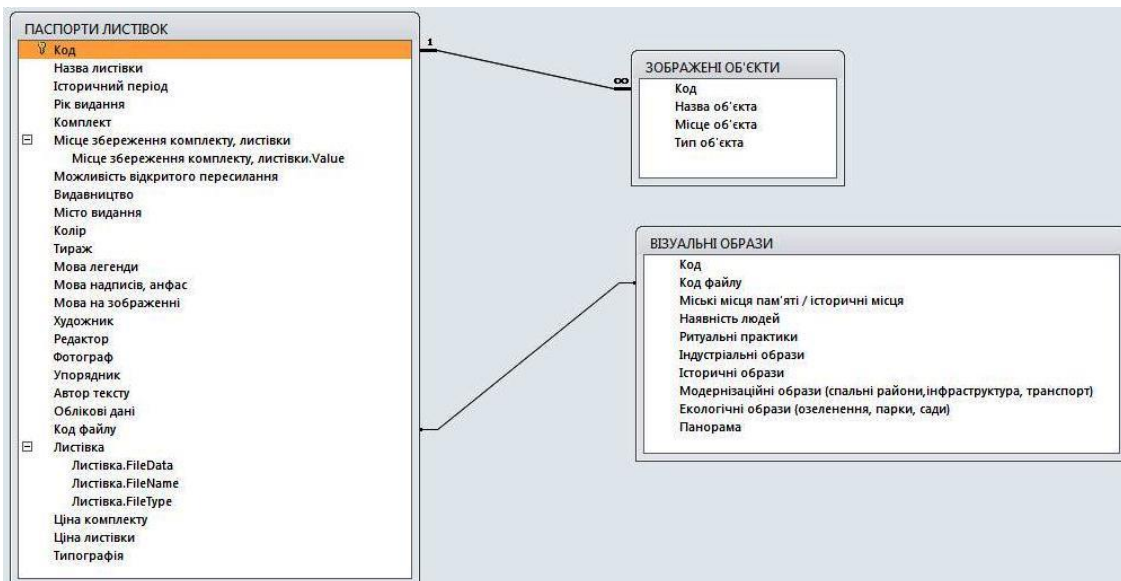 ПАСПОРТИ ЛИСТІВОК
Код
Назва листівки
Історичний період
Рік видання
Комплект
Місце збереження комплекту, листівки
Місце збереження комплекту, листівки.Value
Можливість відкритого пересилання
Видавництво
Місто видання
Колір
Тираж
Мова легенди
Мова надписів, анфас
Мова на зображенні
Художник
Редактор
Фотограф
Упорядник
Автор тексту
Облікові дані
Код файлу
Листівка
Листівка.FileData
Листівка.FileName
Листівка.FileType
Ціна комплекту
Ціна листівки
Типографія
1
∞
ЗОБРАЖЕНІ ОБ'ЄКТИ
Код
Назва об'єкта
Місце об'єкта
Тип об'єкта
ВІЗУАЛЬНІ ОБРАЗИ
Код
Код файлу
Міські місця пам'яті / історичні місця
Наявність людей
Ритуальні практики
Індустріальні образи
Історичні образи
Модернізаційні образи (спальні райони,інфраструктура, транспорт)
Екологічні образи (озеленення, парки, сади)
Панорама